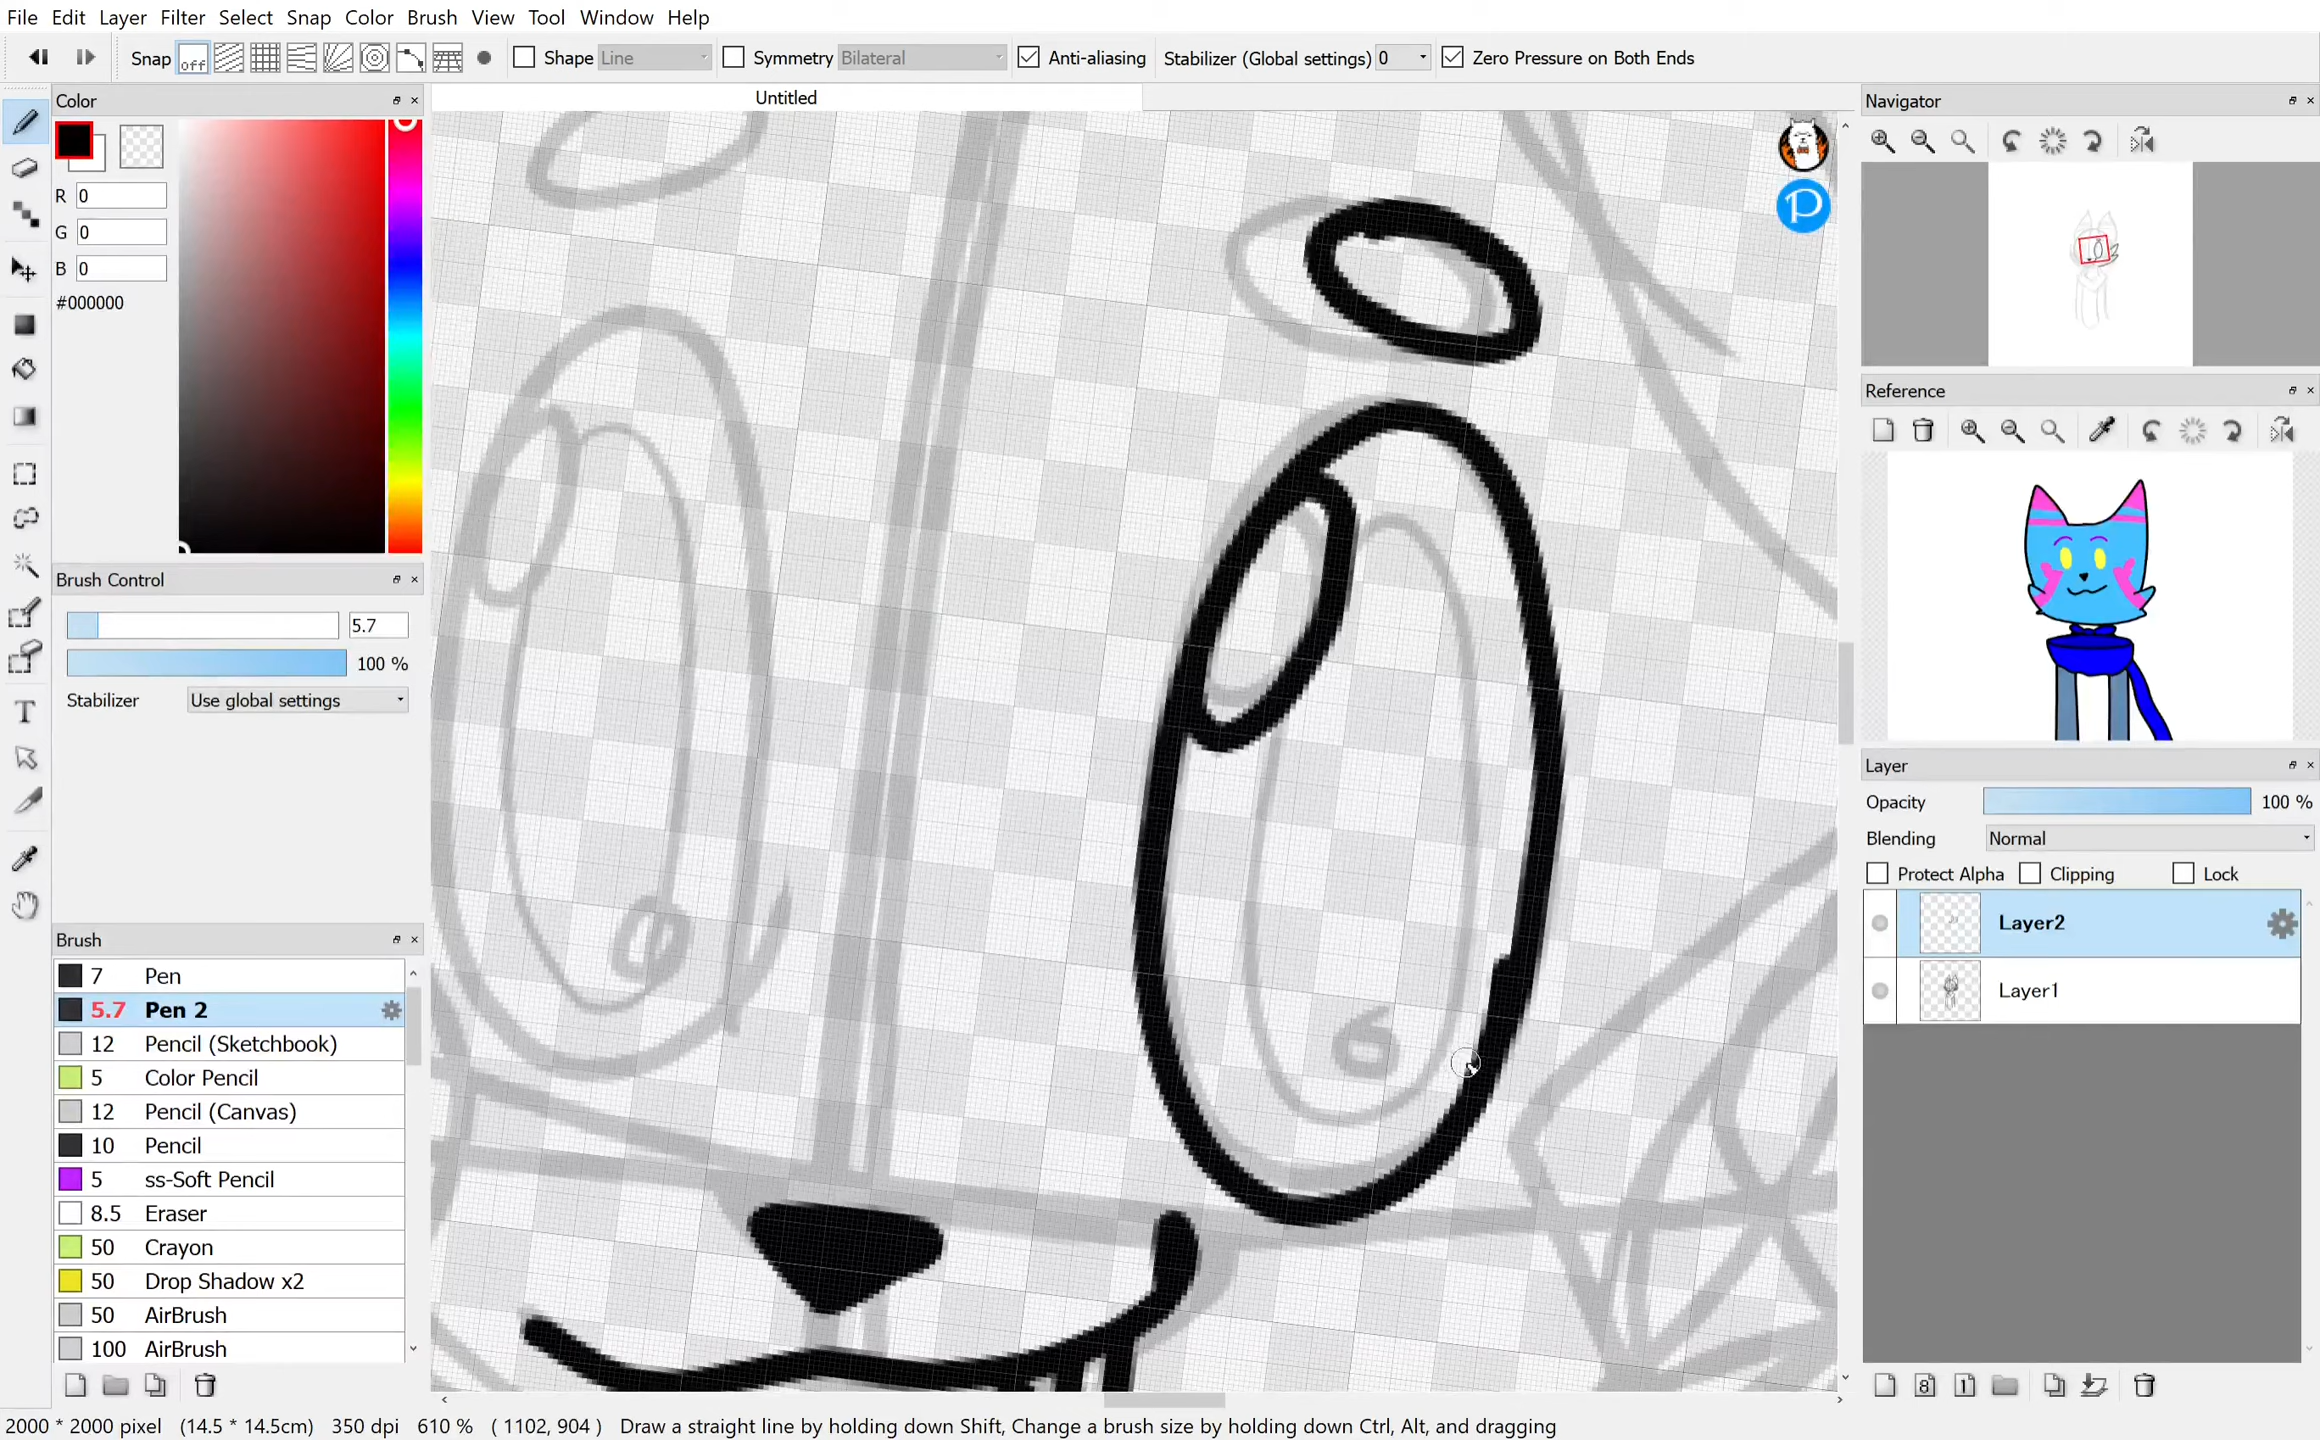 File Edit Layer Filter Select Snap Color Brush View Tool Window Help
Snap off Shape Line Symmetry Bilateral Anti-aliasing Stabilizer (Global settings) 0 Zero Pressure on Both Ends
Color
R 0
G 0
B 0
#000000
Brush Control
5.7
100 %
Stabilizer Use global settings
Brush
7 Pen
5.7 Pen 2
12 Pencil (Sketchbook)
5 Color Pencil
12 Pencil (Canvas)
10 Pencil
5 ss-Soft Pencil
8.5 Eraser
50 Crayon
50 Drop Shadow x2
50 AirBrush
100 AirBrush
Untitled
P
Navigator
Reference
Layer
Opacity 100 %
Blending Normal
Protect Alpha Clipping Lock
Layer2
Layer1
8 1
2000 * 2000 pixel (14.5 * 14.5cm) 350 dpi 610 % ( 1102, 904 ) Draw a straight line by holding down Shift, Change a brush size by holding down Ctrl, Alt, and dragging